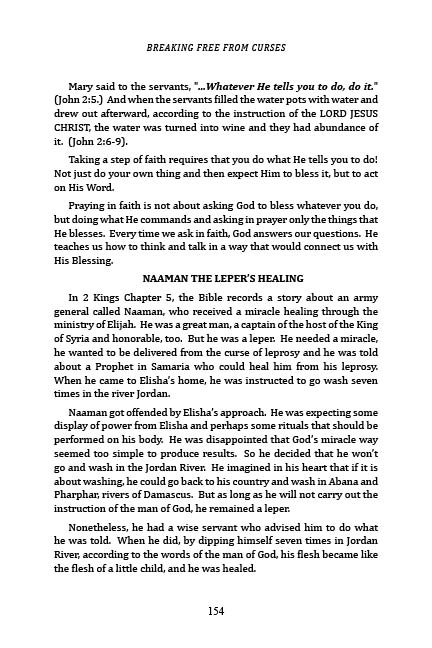 BREAKING FREE FROM CURSES
Mary said to the servants, "...Whatever He tells you to do, do it."
(John 2:5.) And when the servants filled the water pots with water and
drew out afterward, according to the instruction of the LORD JESUS
CHRIST, the water was turned into wine and they had abundance of
it. (John 2:6-9).
Taking a step of faith requires that you do what He tells you to do!
Not just do your own thing and then expect Him to bless it, but to act
on His Word.
Praying in faith is not about asking God to bless whatever you do,
but doing what He commands and asking in prayer only the things that
He blesses. Every time we ask in faith, God answers our questions. He
teaches us how to think and talk in a way that would connect us with
His Blessing.
NAAMAN THE LEPER'S HEALING
In 2 Kings Chapter 5, the Bible records a story about an army
general called Naaman, who received a miracle healing through the
ministry of Elijah. He was a great man, a captain of the host of the King
of Syria and honorable, too. But he was a leper. He needed a miracle,
he wanted to be delivered from the curse of leprosy and he was told
about a Prophet in Samaria who could heal him from his leprosy.
When he came to Elisha's home, he was instructed to go wash seven
times in the river Jordan.
Naaman got offended by Elisha's approach. He was expecting some
display of power from Elisha and perhaps some rituals that should be
performed on his body. He was disappointed that God's miracle way
seemed too simple to produce results. So he decided that he won't
go and wash in the Jordan River. He imagined in his heart that if it is
about washing, he could go back to his country and wash in Abana and
Pharphar, rivers of Damascus. But as long as he will not carry out the
instruction of the man of God, he remained a leper.
Nonetheless, he had a wise servant who advised him to do what
he was told. When he did, by dipping himself seven times in Jordan
River, according to the words of the man of God, his flesh became like
the flesh of a little child, and he was healed.
154